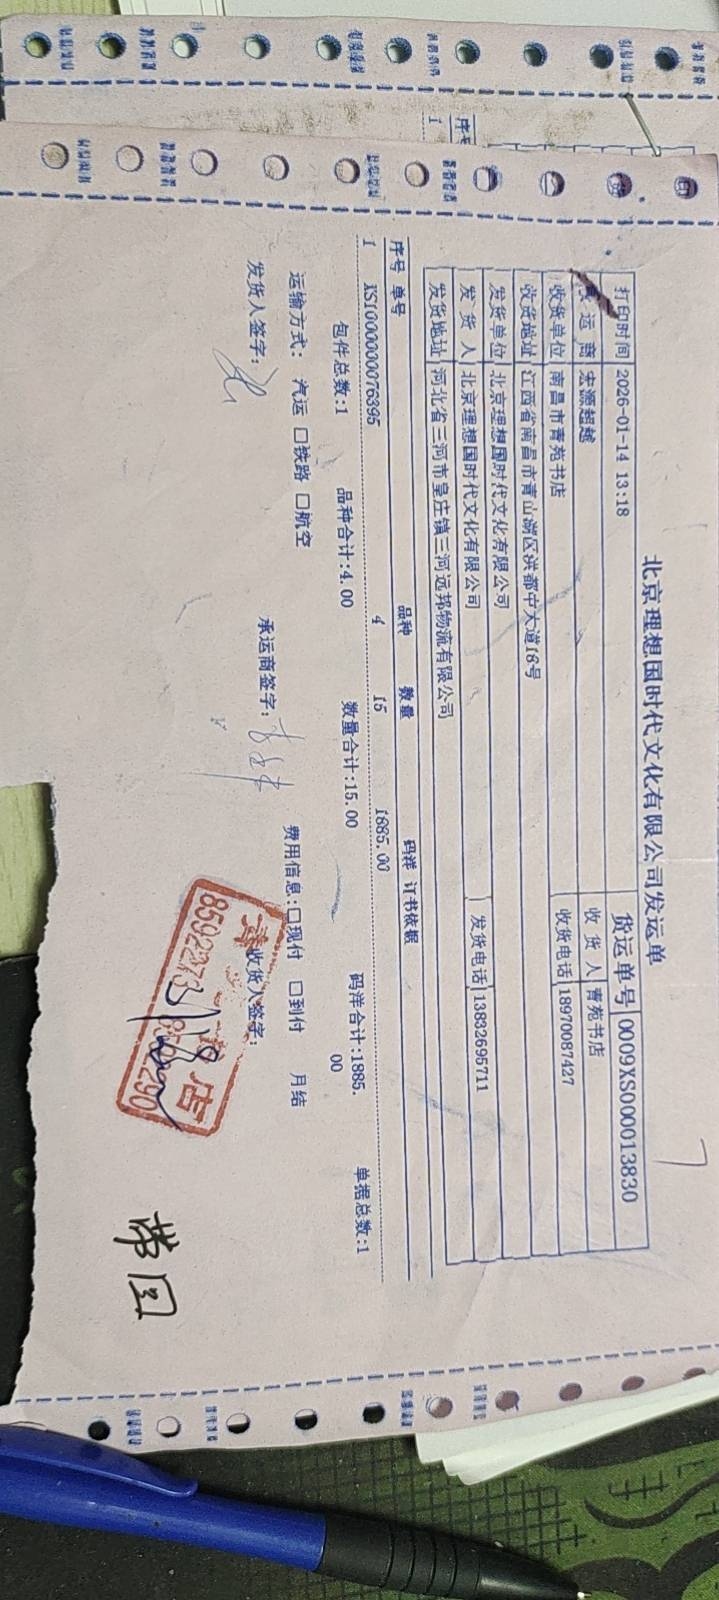 北京理想国时代文化有限公司发运单
打印时间 2026-01-14 13:18 货运单号 0009XS000013830
运商 宏源超越 收货人 青苑书店
收货单位 南昌市青苑书店 收货电话 18970087427
收货地址 江西省南昌市青山湖区洪都中大道18号
发货单位 北京理想国时代文化有限公司
发货人 北京理想国时代文化有限公司 发货电话 13832695711
发货地址 河北省三河市皇庄镇三河远邦物流有限公司
序号 单号 品种 数量 码洋 订书依据
1 XS1000000076395 4 15 1885.00
包件总数:1 品种合计:4.00 数量合计:15.00 码洋合计:1885.00 单据总数:1
运输方式: 汽运 □铁路 □航空 费用信息:□现付 □到付 月结
发货人签字: 承运商签字: 收货人签字:
书店
带回
序号
1